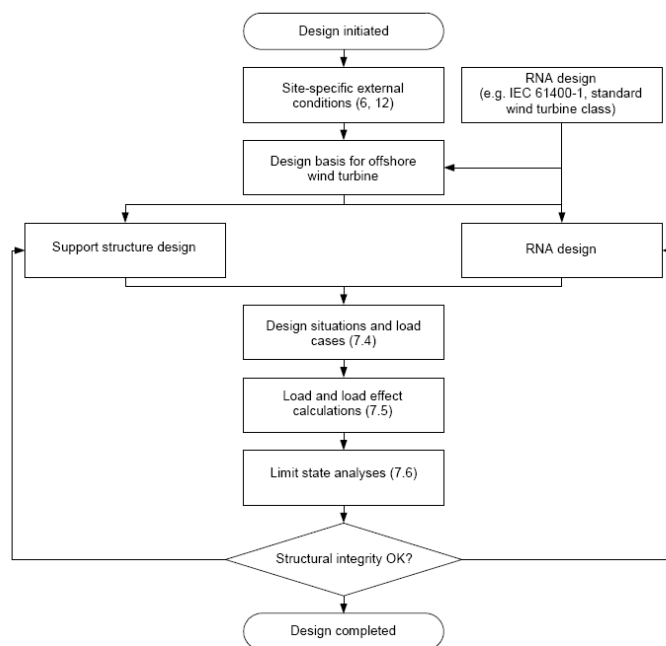 Design initiated
Site-specific external
conditions (6, 12)
RNA design
(e.g. IEC 61400-1, standard
wind turbine class)
Design basis for offshore
wind turbine
Support structure design
RNA design
Design situations and load
cases (7.4)
Load and load effect
calculations (7.5)
Limit state analyses (7.6)
Structural integrity OK?
Design completed